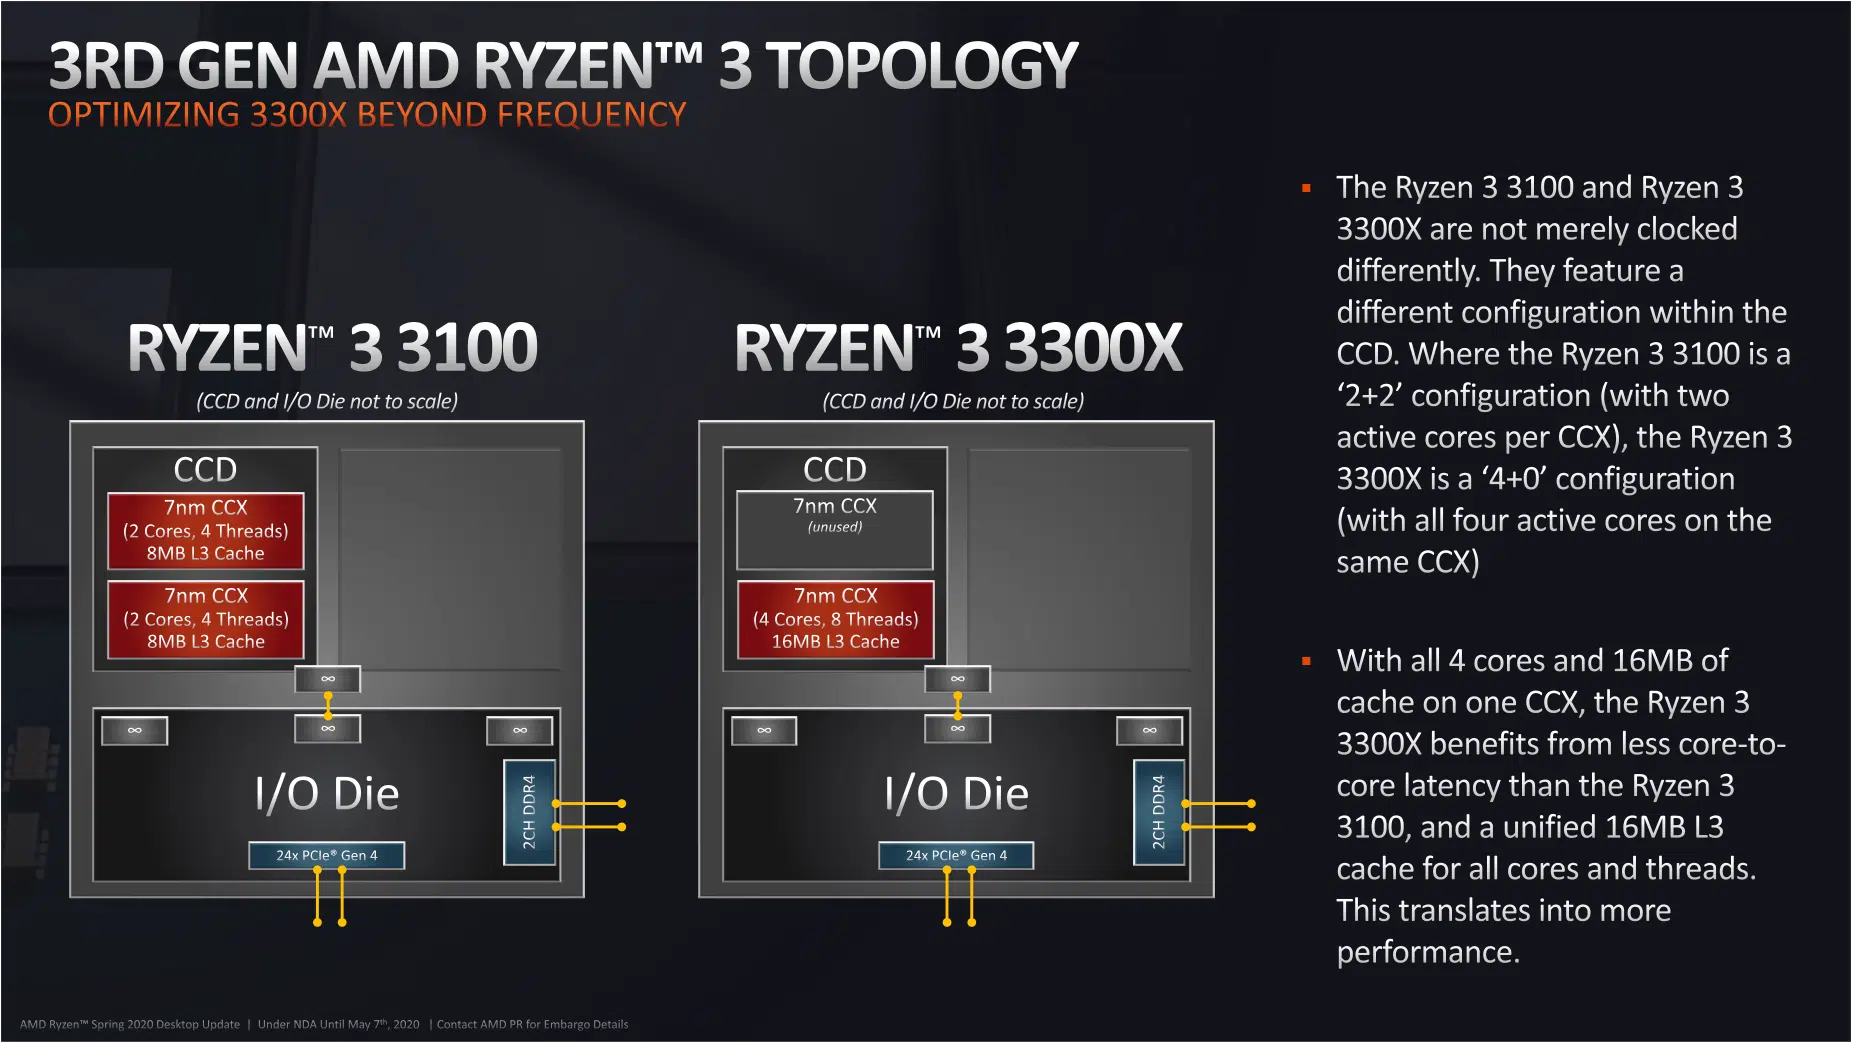 3RD GEN AMD RYZEN™ 3 TOPOLOGY
OPTIMIZING 3300X BEYOND FREQUENCY
RYZEN™ 3 3100
(CCD and I/O Die not to scale)
CCD
7nm CCX
(2 Cores, 4 Threads)
8MB L3 Cache
7nm CCX
(2 Cores, 4 Threads)
8MB L3 Cache
∞
∞
∞
∞
I/O Die
2CH DDR4
24x PCIe® Gen 4
RYZEN™ 3 3300X
(CCD and I/O Die not to scale)
CCD
7nm CCX
(unused)
7nm CCX
(4 Cores, 8 Threads)
16MB L3 Cache
∞
∞
∞
∞
I/O Die
2CH DDR4
24x PCIe® Gen 4
▪ The Ryzen 3 3100 and Ryzen 3
3300X are not merely clocked
differently. They feature a
different configuration within the
CCD. Where the Ryzen 3 3100 is a
‘2+2’ configuration (with two
active cores per CCX), the Ryzen 3
3300X is a ‘4+0’ configuration
(with all four active cores on the
same CCX)
▪ With all 4 cores and 16MB of
cache on one CCX, the Ryzen 3
3300X benefits from less core-to-
core latency than the Ryzen 3
3100, and a unified 16MB L3
cache for all cores and threads.
This translates into more
performance.
AMD Ryzen™ Spring 2020 Desktop Update | Under NDA Until May 7th, 2020 | Contact AMD PR for Embargo Details